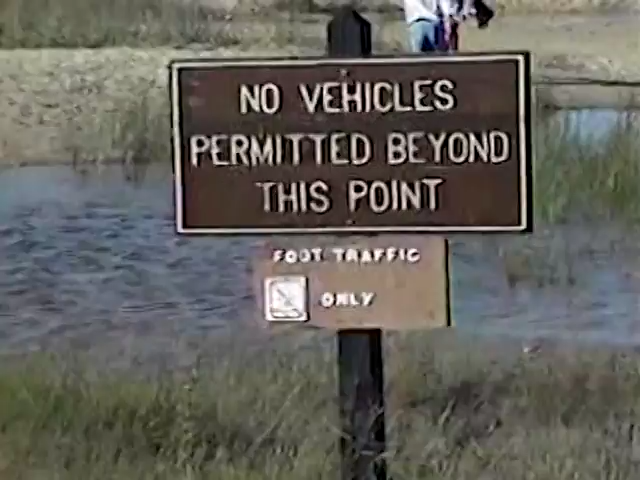 NO VEHICLES
PERMITTED BEYOND
THIS POINT
FOOT TRAFFIC
ONLY